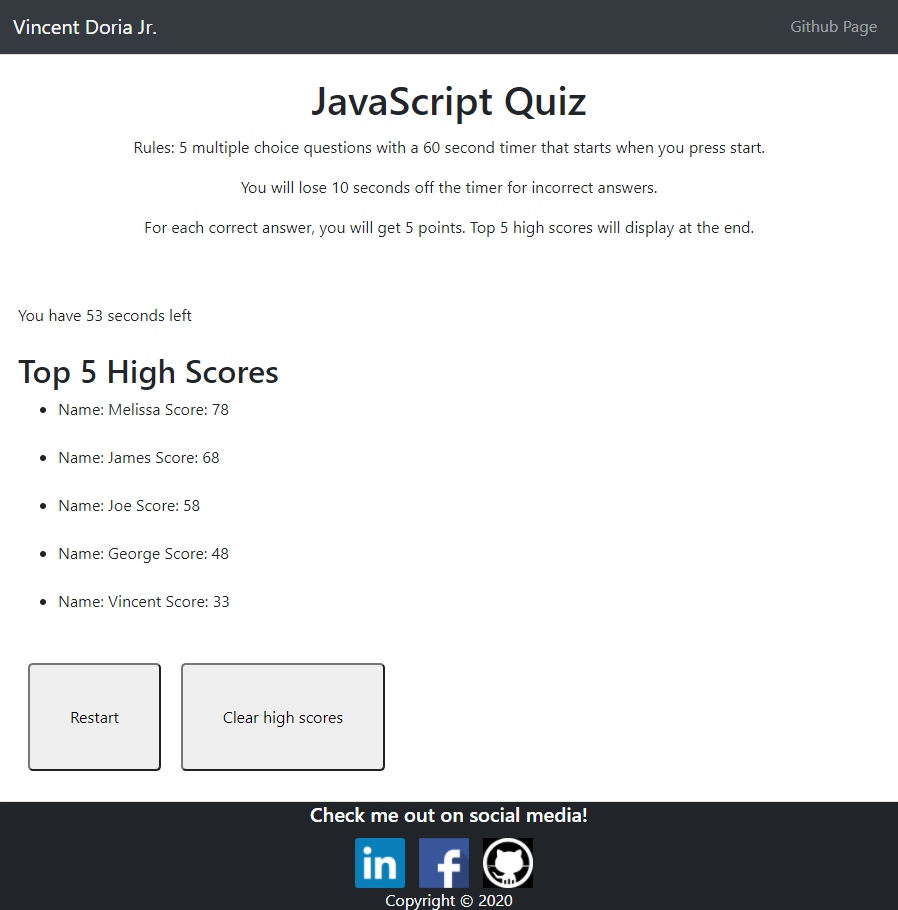 Vincent Doria Jr.
Github Page
JavaScript Quiz
Rules: 5 multiple choice questions with a 60 second timer that starts when you press start.
You will lose 10 seconds off the timer for incorrect answers.
For each correct answer, you will get 5 points. Top 5 high scores will display at the end.
You have 53 seconds left
Top 5 High Scores
Name: Melissa Score: 78
Name: James Score: 68
Name: Joe Score: 58
Name: George Score: 48
Name: Vincent Score: 33
Restart
Clear high scores
Check me out on social media!
in f
Copyright © 2020